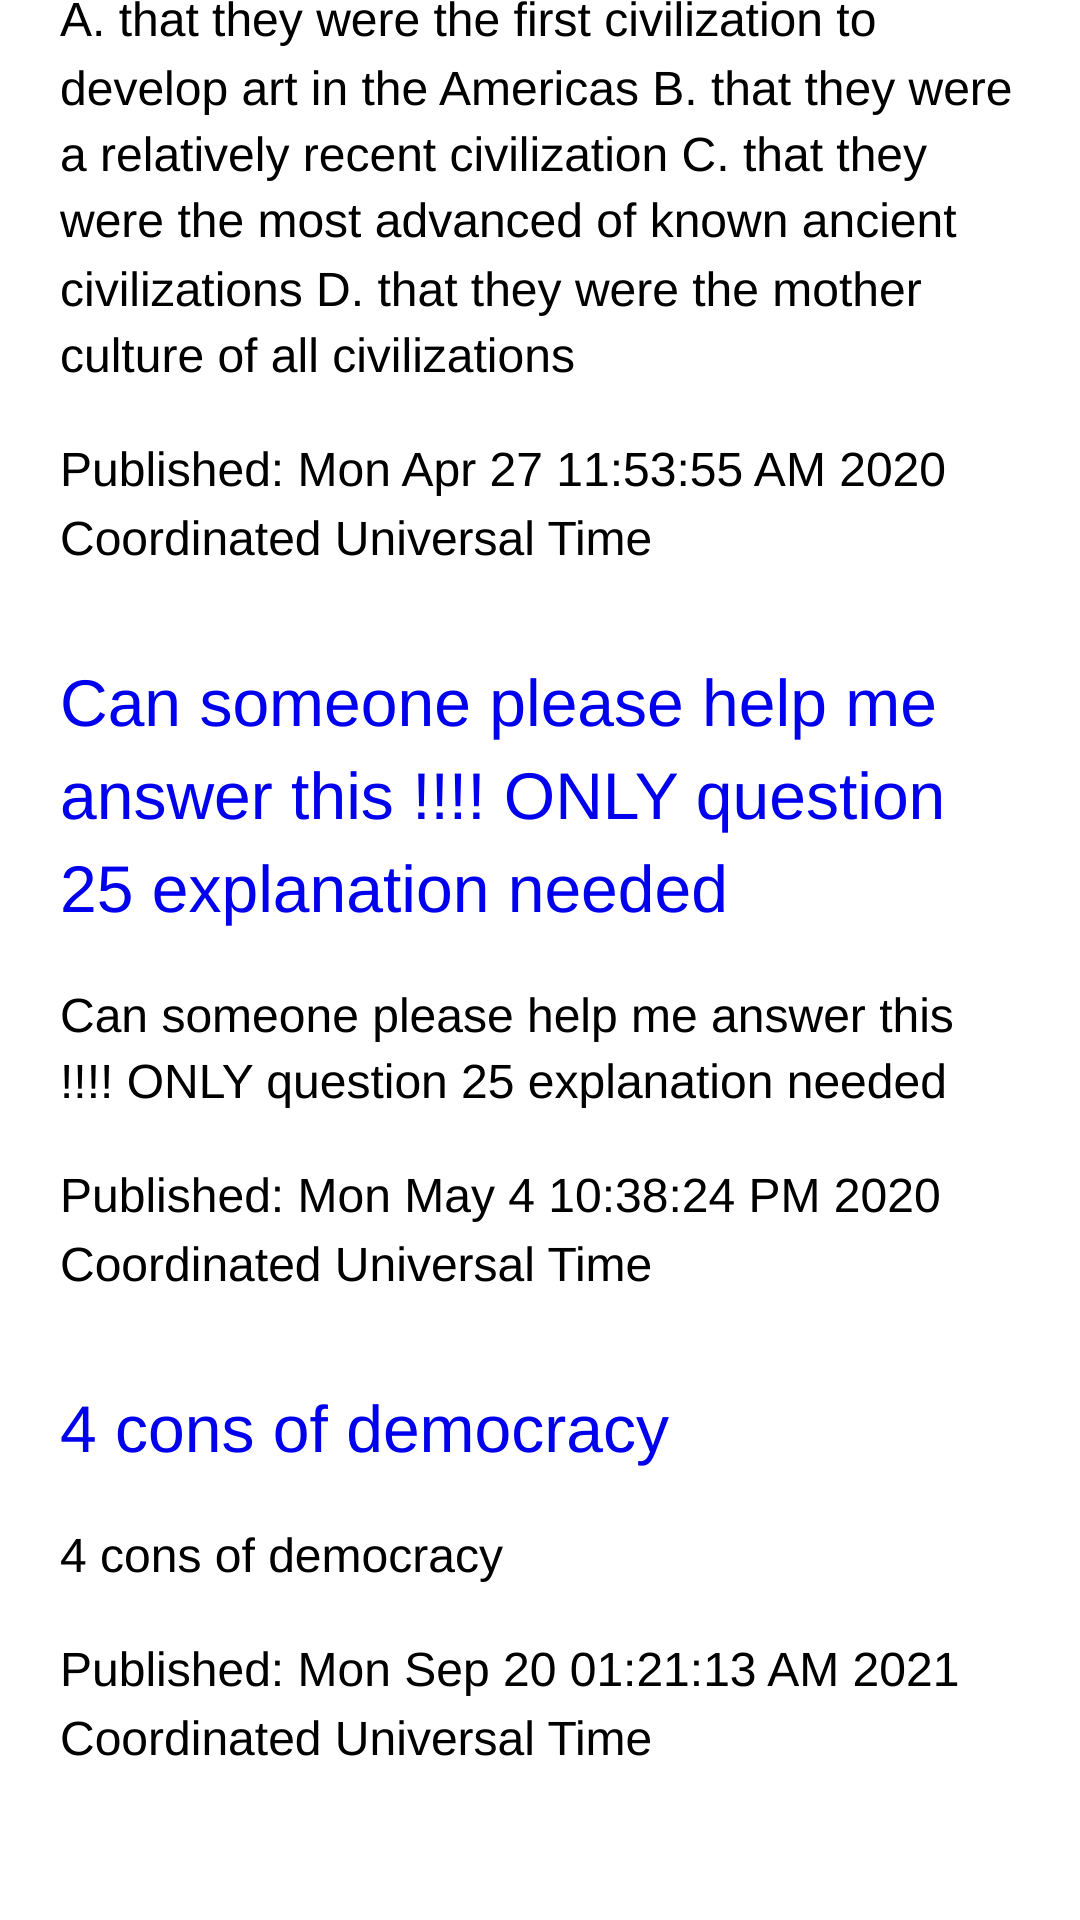 A. that they were the first civilization to
develop art in the Americas B. that they were
a relatively recent civilization C. that they
were the most advanced of known ancient
civilizations D. that they were the mother
culture of all civilizations
Published: Mon Apr 27 11:53:55 AM 2020
Coordinated Universal Time
Can someone please help me
answer this !!!! ONLY question
25 explanation needed
Can someone please help me answer this
!!!! ONLY question 25 explanation needed
Published: Mon May 4 10:38:24 PM 2020
Coordinated Universal Time
4 cons of democracy
4 cons of democracy
Published: Mon Sep 20 01:21:13 AM 2021
Coordinated Universal Time